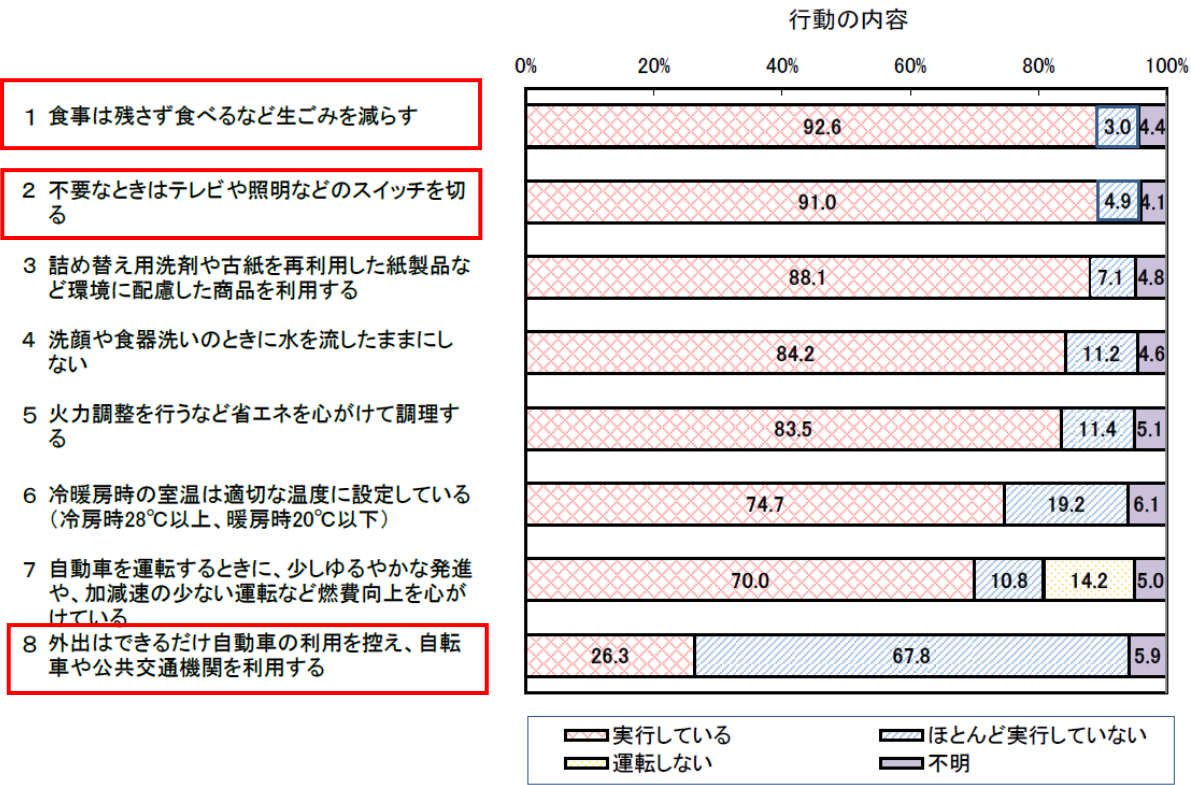 行動の内容
0% 20% 40% 60% 80% 100%
1 食事は残さず食べるなど生ごみを減らす
92.6 3.0 4.4
2 不要なときはテレビや照明などのスイッチを切
る
91.0 4.9 4.1
3 詰め替え用洗剤や古紙を再利用した紙製品な
ど環境に配慮した商品を利用する
88.1 7.1 4.8
4 洗顔や食器洗いのときに水を流したままにし
ない
84.2 11.2 4.6
5 火力調整を行うなど省エネを心がけて調理す
る
83.5 11.4 5.1
6 冷暖房時の室温は適切な温度に設定している
（冷房時28℃以上、暖房時20℃以下）
74.7 19.2 6.1
7 自動車を運転するときに、少しゆるやかな発進
や、加減速の少ない運転など燃費向上を心が
けている
70.0 10.8 14.2 5.0
8 外出はできるだけ自動車の利用を控え、自転
車や公共交通機関を利用する
26.3 67.8 5.9
実行している ほとんど実行していない
運転しない 不明